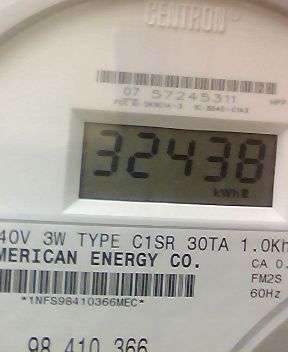 CENTRON®
07 57245311
32438
kWh
40V 3W TYPE C1SR 30TA 1.0Kh
MERICAN ENERGY CO.
CA 0.
FM2S
60Hz
*1NFS98410366MEC*
98 410 366